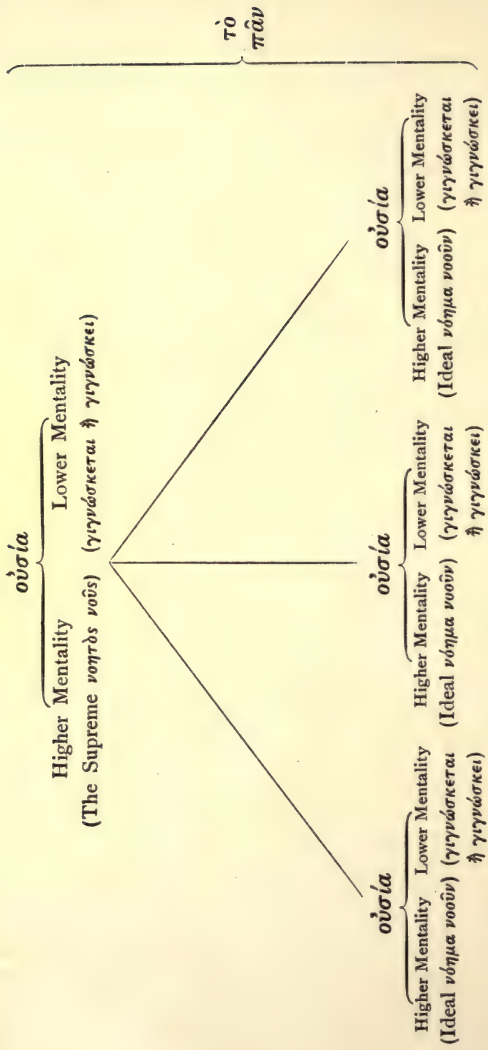 οὐσία
Higher Mentality Lower Mentality
(The Supreme νοητὸς νοῦς) (γιγνώσκεται ἢ γιγνώσκει)
οὐσία
Higher Mentality Lower Mentality
(Ideal νόημα νοοῦν) (γιγνώσκεται
ἢ γιγνώσκει)
οὐσία
Higher Mentality Lower Mentality
(Ideal νόημα νοοῦν) (γιγνώσκεται
ἢ γιγνώσκει)
οὐσία
Higher Mentality Lower Mentality
(Ideal νόημα νοοῦν) (γιγνώσκεται
ἢ γιγνώσκει)
τὸ
πᾶν